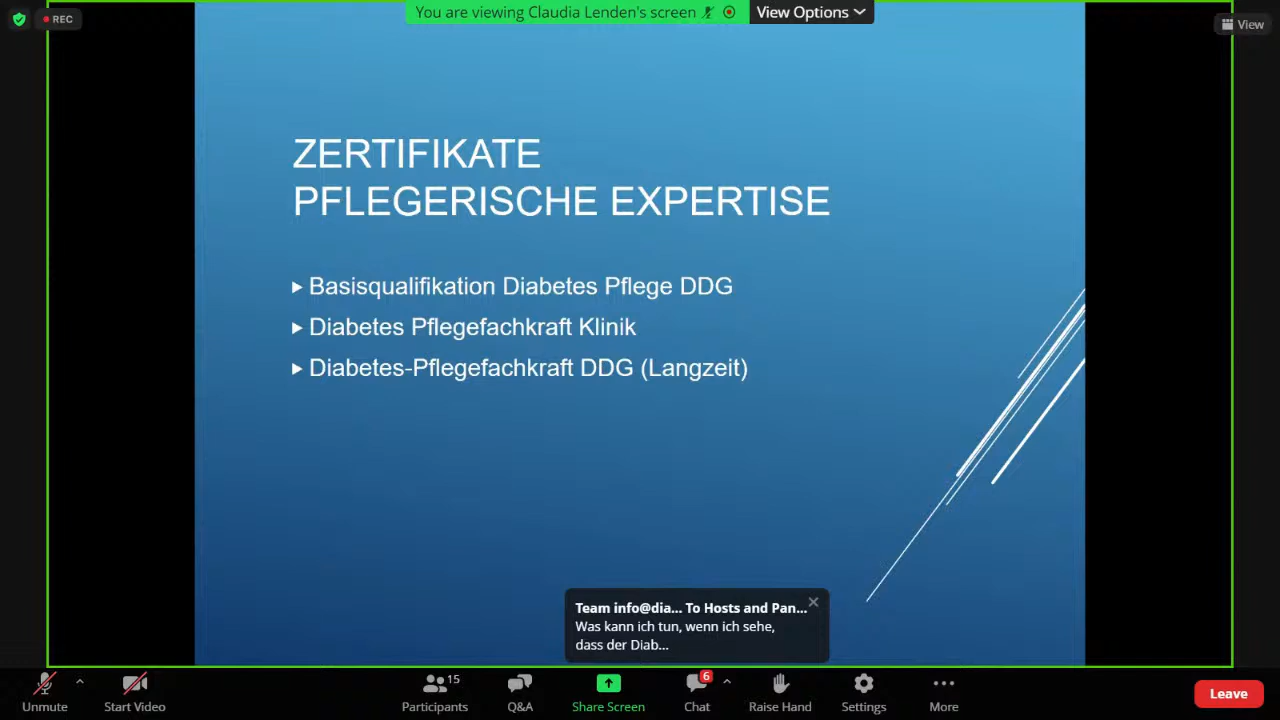 REC
You are viewing Claudia Lenden's screen
View Options
View
ZERTIFIKATE
PFLEGERISCHE EXPERTISE
Basisqualifikation Diabetes Pflege DDG
Diabetes Pflegefachkraft Klinik
Diabetes-Pflegefachkraft DDG (Langzeit)
Team info@dia... To Hosts and Pan...
Was kann ich tun, wenn ich sehe,
dass der Diab...
Unmute
Start Video
Participants 15
Q&A
Share Screen
Chat 6
Raise Hand
Settings
More
Leave